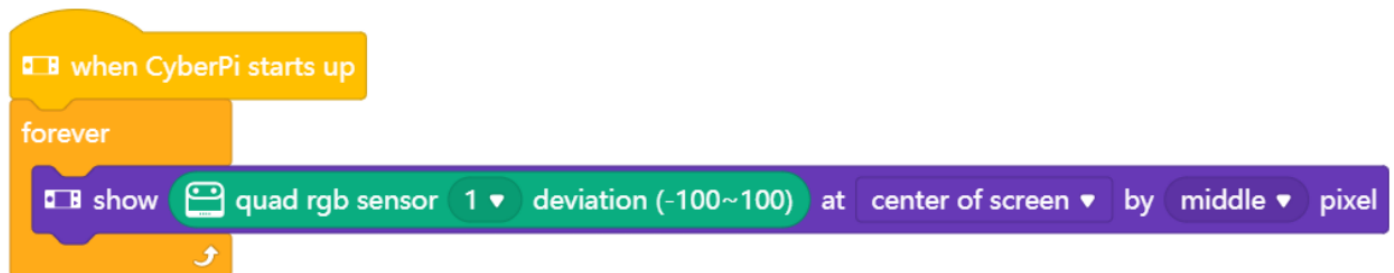 when CyberPi starts up
forever
show quad rgb sensor 1 deviation (-100~100) at center of screen by middle pixel